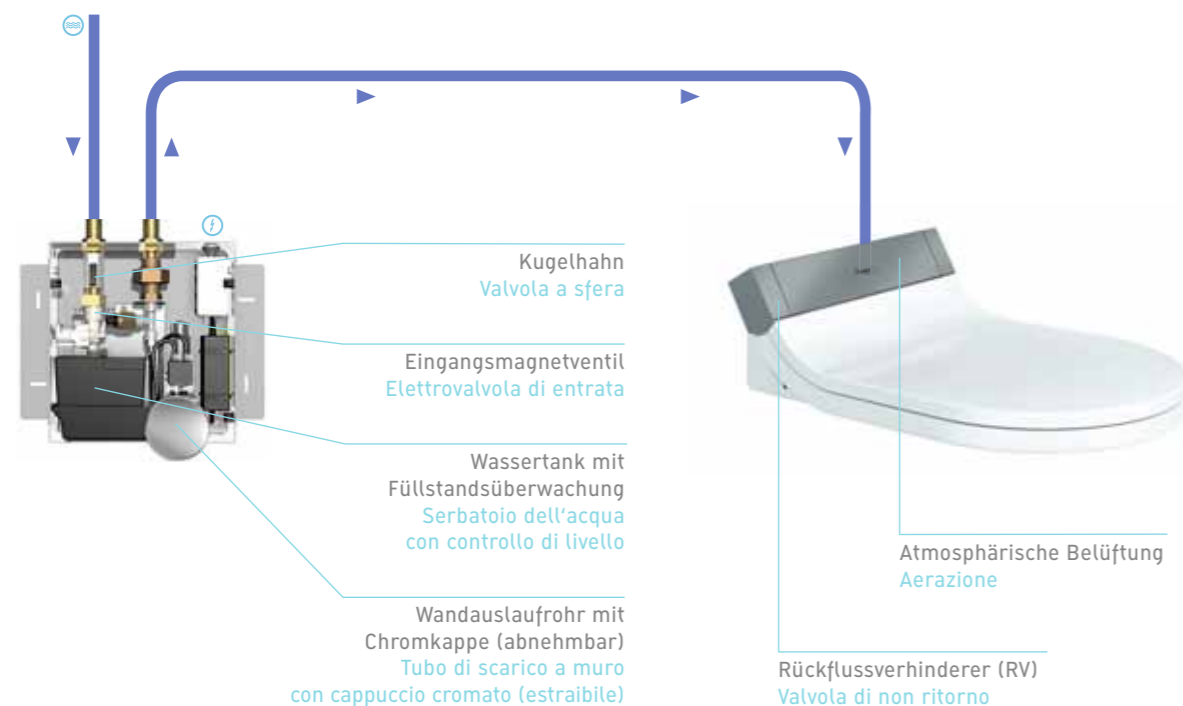 Kugelhahn
Valvola a sfera
Eingangsmagnetventil
Elettrovalvola di entrata
Wassertank mit
Füllstandsüberwachung
Serbatoio dell'acqua
con controllo di livello
Wandauslaufrohr mit
Chromkappe (abnehmbar)
Tubo di scarico a muro
con cappuccio cromato (estraibile)
Atmosphärische Belüftung
Aerazione
Rückflussverhinderer (RV)
Valvola di non ritorno